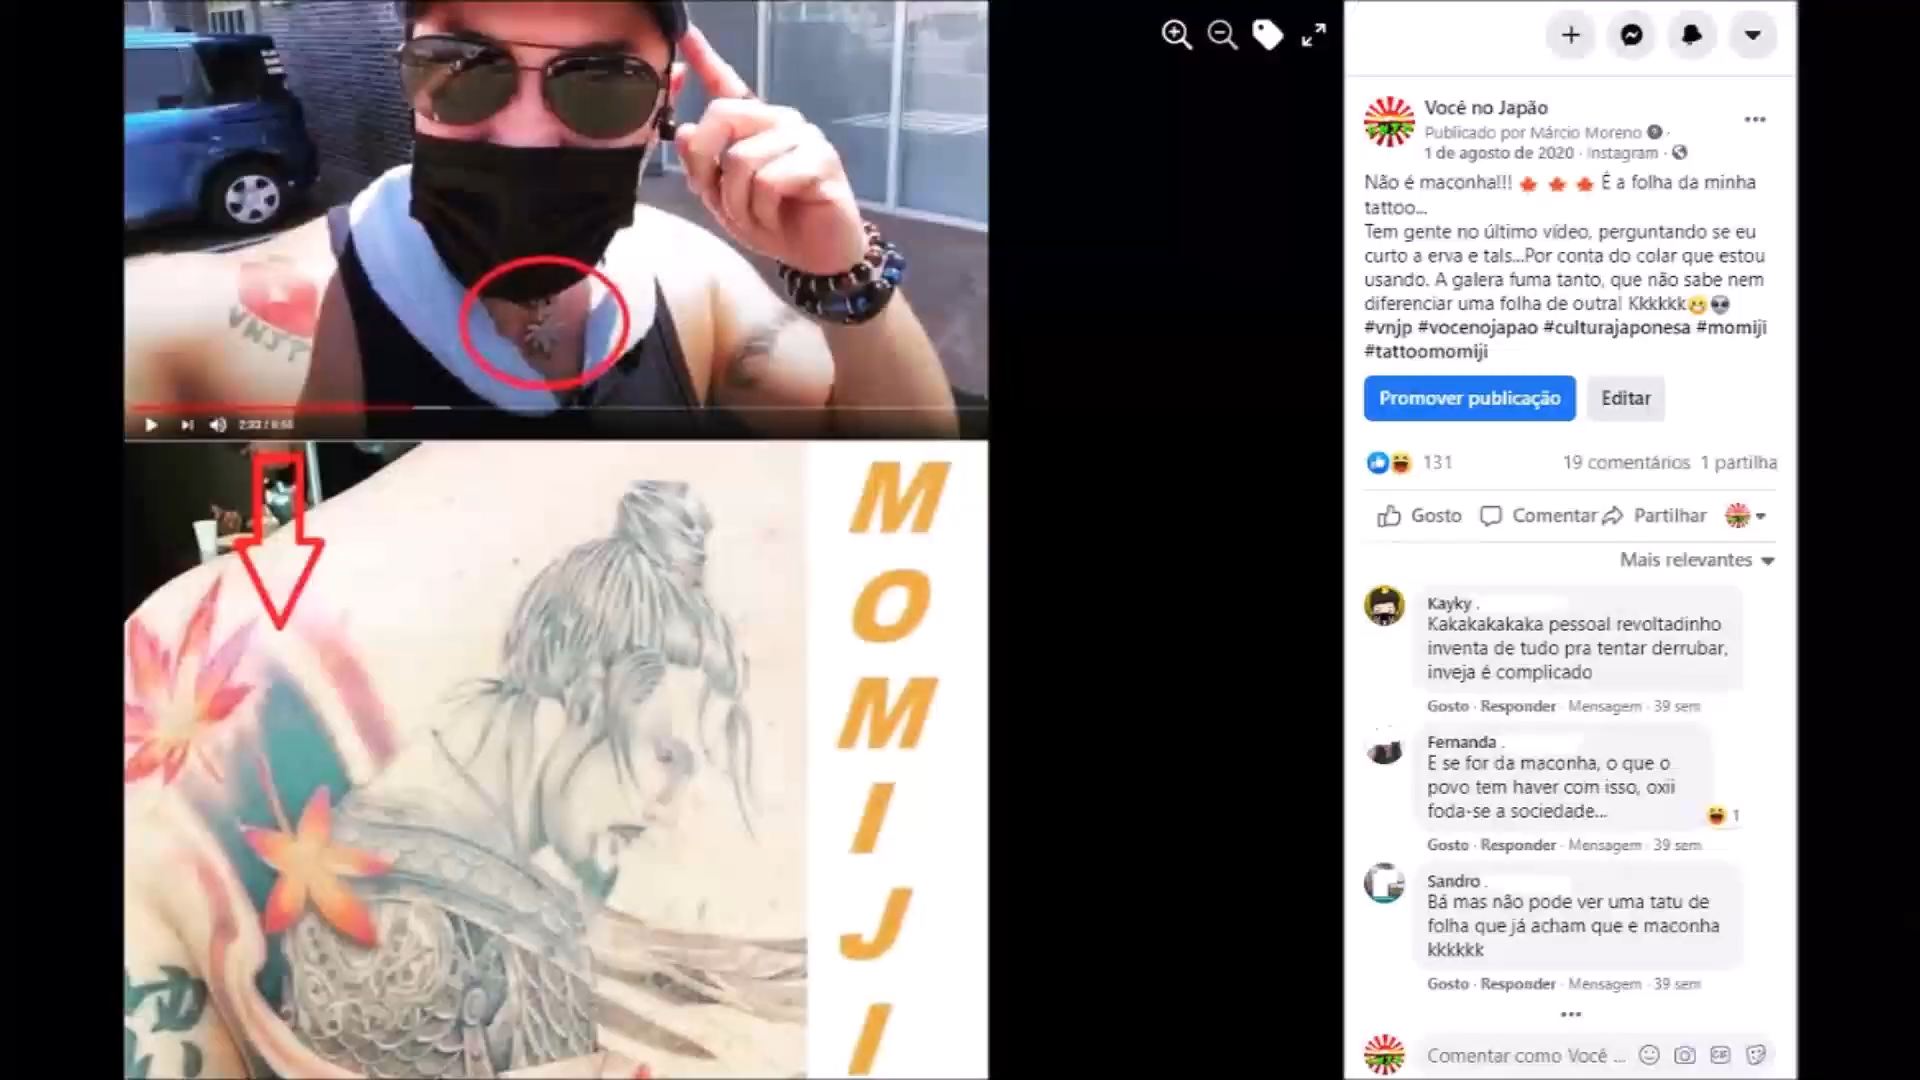 VNJP
2:33 / 8:58
M
O
M
I
J
I
Você no Japão
Publicado por Márcio Moreno
1 de agosto de 2020 · Instagram ·
Não é maconha!!! 🍁 🍁 🍁 É a folha da minha
tattoo...
Tem gente no último vídeo, perguntando se eu
curto a erva e tals...Por conta do colar que estou
usando. A galera fuma tanto, que não sabe nem
diferenciar uma folha de outra! Kkkkkk😁👽
#vnjp #vocenojapao #culturajaponesa #momiji
#tattoomomiji
Promover publicação
Editar
131
19 comentários 1 partilha
Gosto
Comentar
Partilhar
Mais relevantes
Kayky .
Kakakakakaka pessoal revoltadinho
inventa de tudo pra tentar derrubar,
inveja é complicado
Gosto · Responder · Mensagem · 39 sem
Fernanda .
E se for da maconha, o que o
povo tem haver com isso, oxii
foda-se a sociedade...
1
Gosto · Responder · Mensagem · 39 sem
Sandro .
Bá mas não pode ver uma tatu de
folha que já acham que e maconha
kkkkkk
Gosto · Responder · Mensagem · 39 sem
Comentar como Você ...
GIF